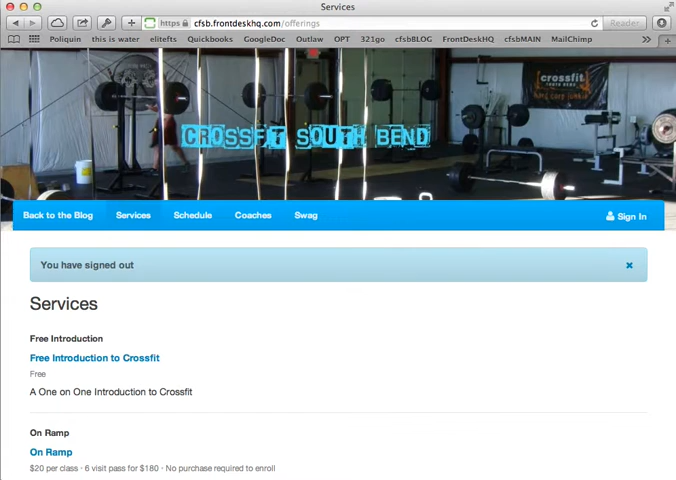 Services
https cfsb.frontdeskhq.com/offerings
Reader
Poliquin this is water elitefts Quickbooks GoogleDoc Outlaw OPT 321go cfsbBLOG FrontDeskHQ cfsbMAIN MailChimp
crossfit
CROSSFIT SOUTH BEND
Back to the Blog Services Schedule Coaches Swag Sign In
You have signed out
Services
Free Introduction
Free Introduction to Crossfit
Free
A One on One Introduction to Crossfit
On Ramp
On Ramp
$20 per class · 6 visit pass for $180 · No purchase required to enroll